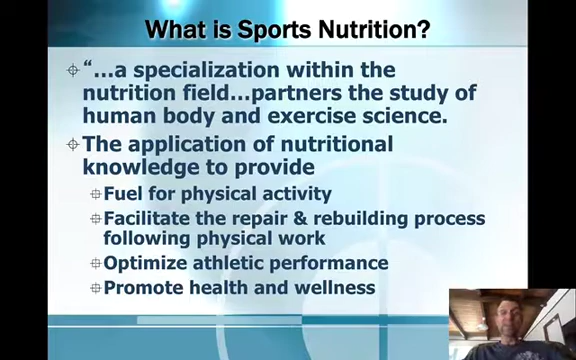 What is Sports Nutrition?
“…a specialization within the
nutrition field…partners the study of
human body and exercise science.
The application of nutritional
knowledge to provide
Fuel for physical activity
Facilitate the repair & rebuilding process
following physical work
Optimize athletic performance
Promote health and wellness